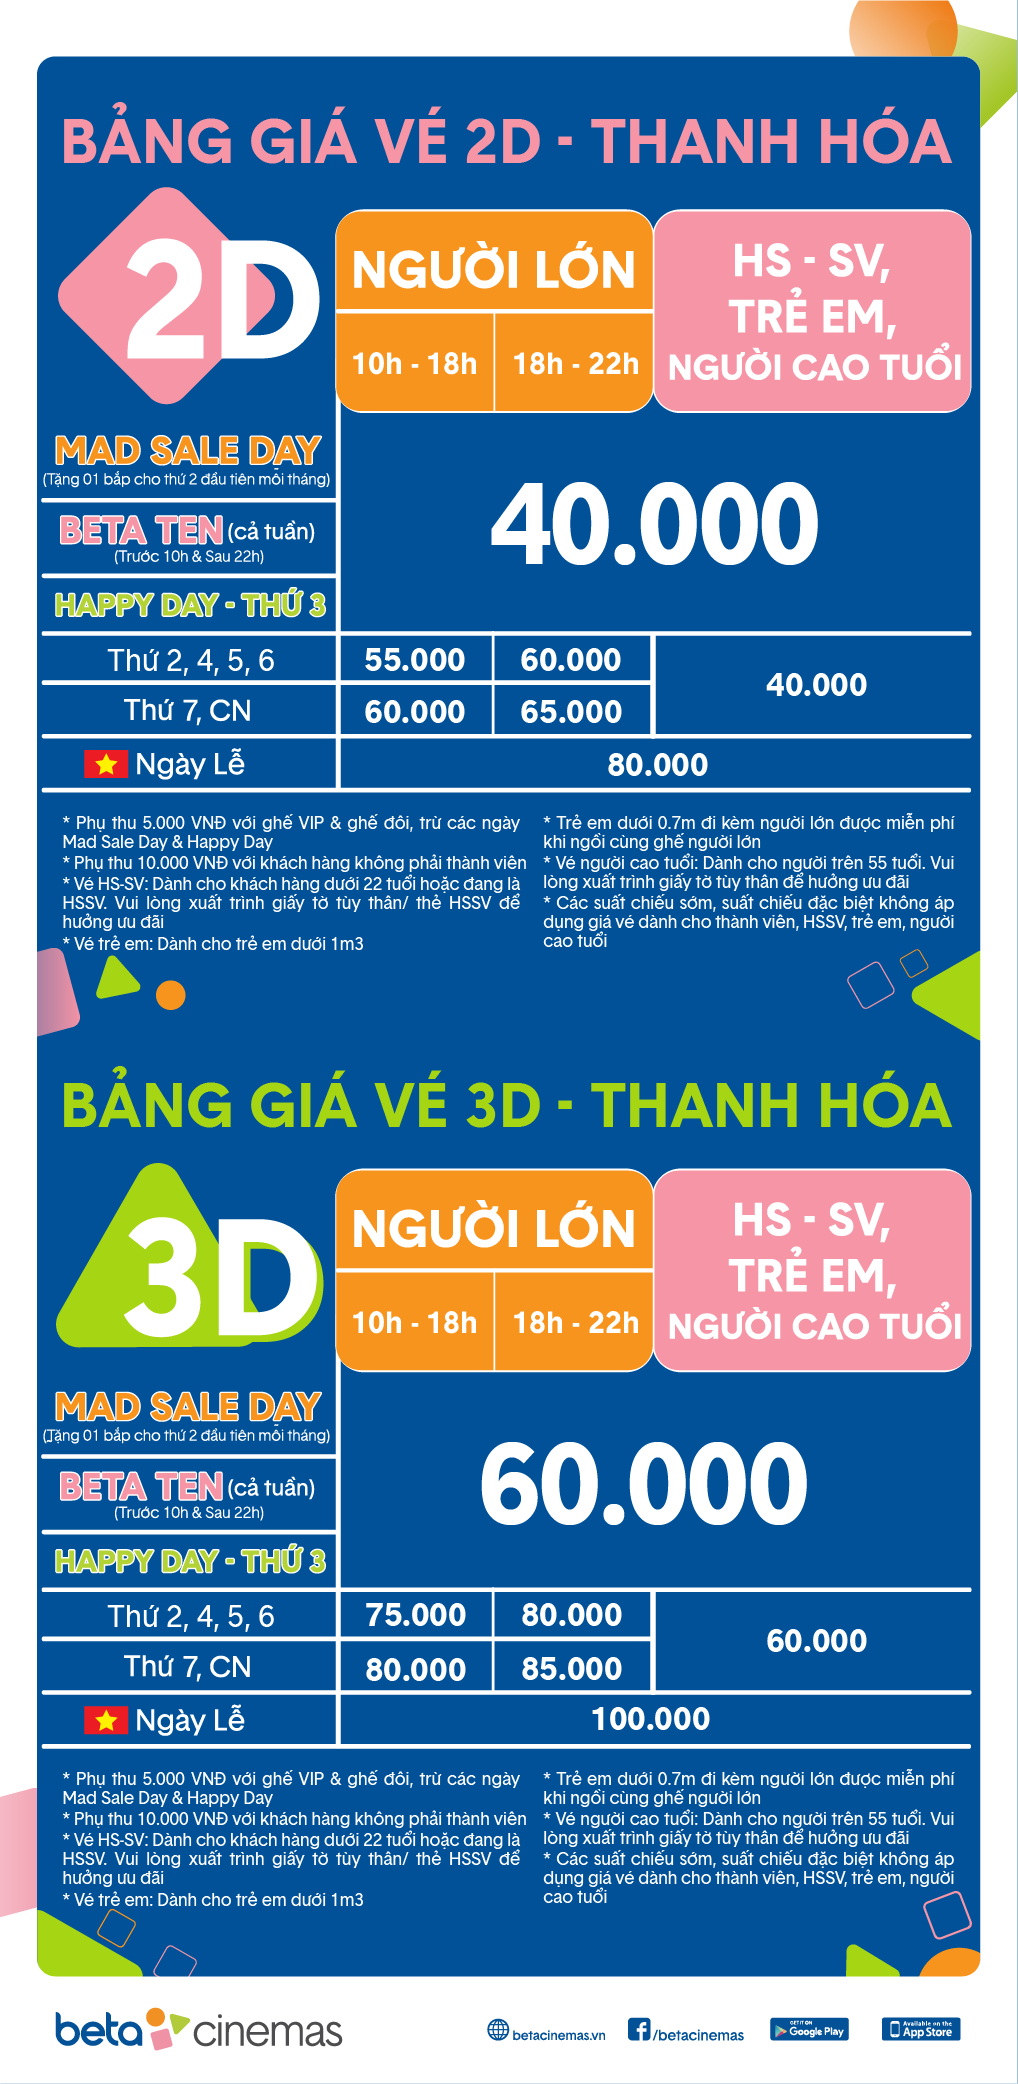 BẢNG GIÁ VÉ 2D - THANH HÓA
2D
NGƯỜI LỚN
10h - 18h
18h - 22h
HS - SV,
TRẺ EM,
NGƯỜI CAO TUỔI
MAD SALE DAY
(Tặng 01 bắp cho thứ 2 đầu tiên mỗi tháng)
BETA TEN (cả tuần)
(Trước 10h & Sau 22h)
HAPPY DAY - THỨ 3
40.000
Thứ 2, 4, 5, 6
55.000
60.000
40.000
Thứ 7, CN
60.000
65.000
Ngày Lễ
80.000
* Phụ thu 5.000 VNĐ với ghế VIP & ghế đôi, trừ các ngày
Mad Sale Day & Happy Day
* Phụ thu 10.000 VNĐ với khách hàng không phải thành viên
* Vé HS-SV: Dành cho khách hàng dưới 22 tuổi hoặc đang là
HSSV. Vui lòng xuất trình giấy tờ tùy thân/ thẻ HSSV để
hưởng ưu đãi
* Vé trẻ em: Dành cho trẻ em dưới 1m3
* Trẻ em dưới 0.7m đi kèm người lớn được miễn phí
khi ngồi cùng ghế người lớn
* Vé người cao tuổi: Dành cho người trên 55 tuổi. Vui
lòng xuất trình giấy tờ tùy thân để hưởng ưu đãi
* Các suất chiếu sớm, suất chiếu đặc biệt không áp
dụng giá vé dành cho thành viên, HSSV, trẻ em, người
cao tuổi
BẢNG GIÁ VÉ 3D - THANH HÓA
3D
NGƯỜI LỚN
10h - 18h
18h - 22h
HS - SV,
TRẺ EM,
NGƯỜI CAO TUỔI
MAD SALE DAY
(Tặng 01 bắp cho thứ 2 đầu tiên mỗi tháng)
BETA TEN (cả tuần)
(Trước 10h & Sau 22h)
HAPPY DAY - THỨ 3
60.000
Thứ 2, 4, 5, 6
75.000
80.000
60.000
Thứ 7, CN
80.000
85.000
Ngày Lễ
100.000
* Phụ thu 5.000 VNĐ với ghế VIP & ghế đôi, trừ các ngày
Mad Sale Day & Happy Day
* Phụ thu 10.000 VNĐ với khách hàng không phải thành viên
* Vé HS-SV: Dành cho khách hàng dưới 22 tuổi hoặc đang là
HSSV. Vui lòng xuất trình giấy tờ tùy thân/ thẻ HSSV để
hưởng ưu đãi
* Vé trẻ em: Dành cho trẻ em dưới 1m3
* Trẻ em dưới 0.7m đi kèm người lớn được miễn phí
khi ngồi cùng ghế người lớn
* Vé người cao tuổi: Dành cho người trên 55 tuổi. Vui
lòng xuất trình giấy tờ tùy thân để hưởng ưu đãi
* Các suất chiếu sớm, suất chiếu đặc biệt không áp
dụng giá vé dành cho thành viên, HSSV, trẻ em, người
cao tuổi
beta cinemas
betacinemas.vn
f /betacinemas
GET IT ON
Google Play
Available on the
App Store